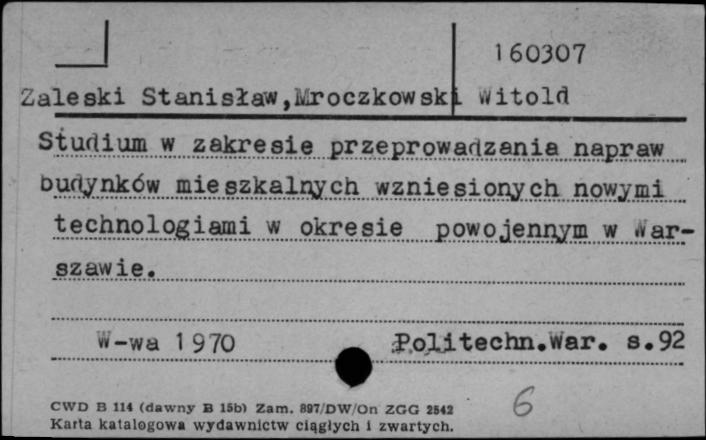 160307
Zaleski Stanisław,Mroczkowski Witold
Studium w zakresie przeprowadzania napraw
budynków mieszkalnych wzniesionych nowymi
technologiami w okresie powojennym w War-
szawie.
W-wa 1970 Politechn.War. s.92
CWD B 114 (dawny B 15b) Zam. 897/DW/On ZGG 2542
Karta katalogowa wydawnictw ciągłych i zwartych.
6